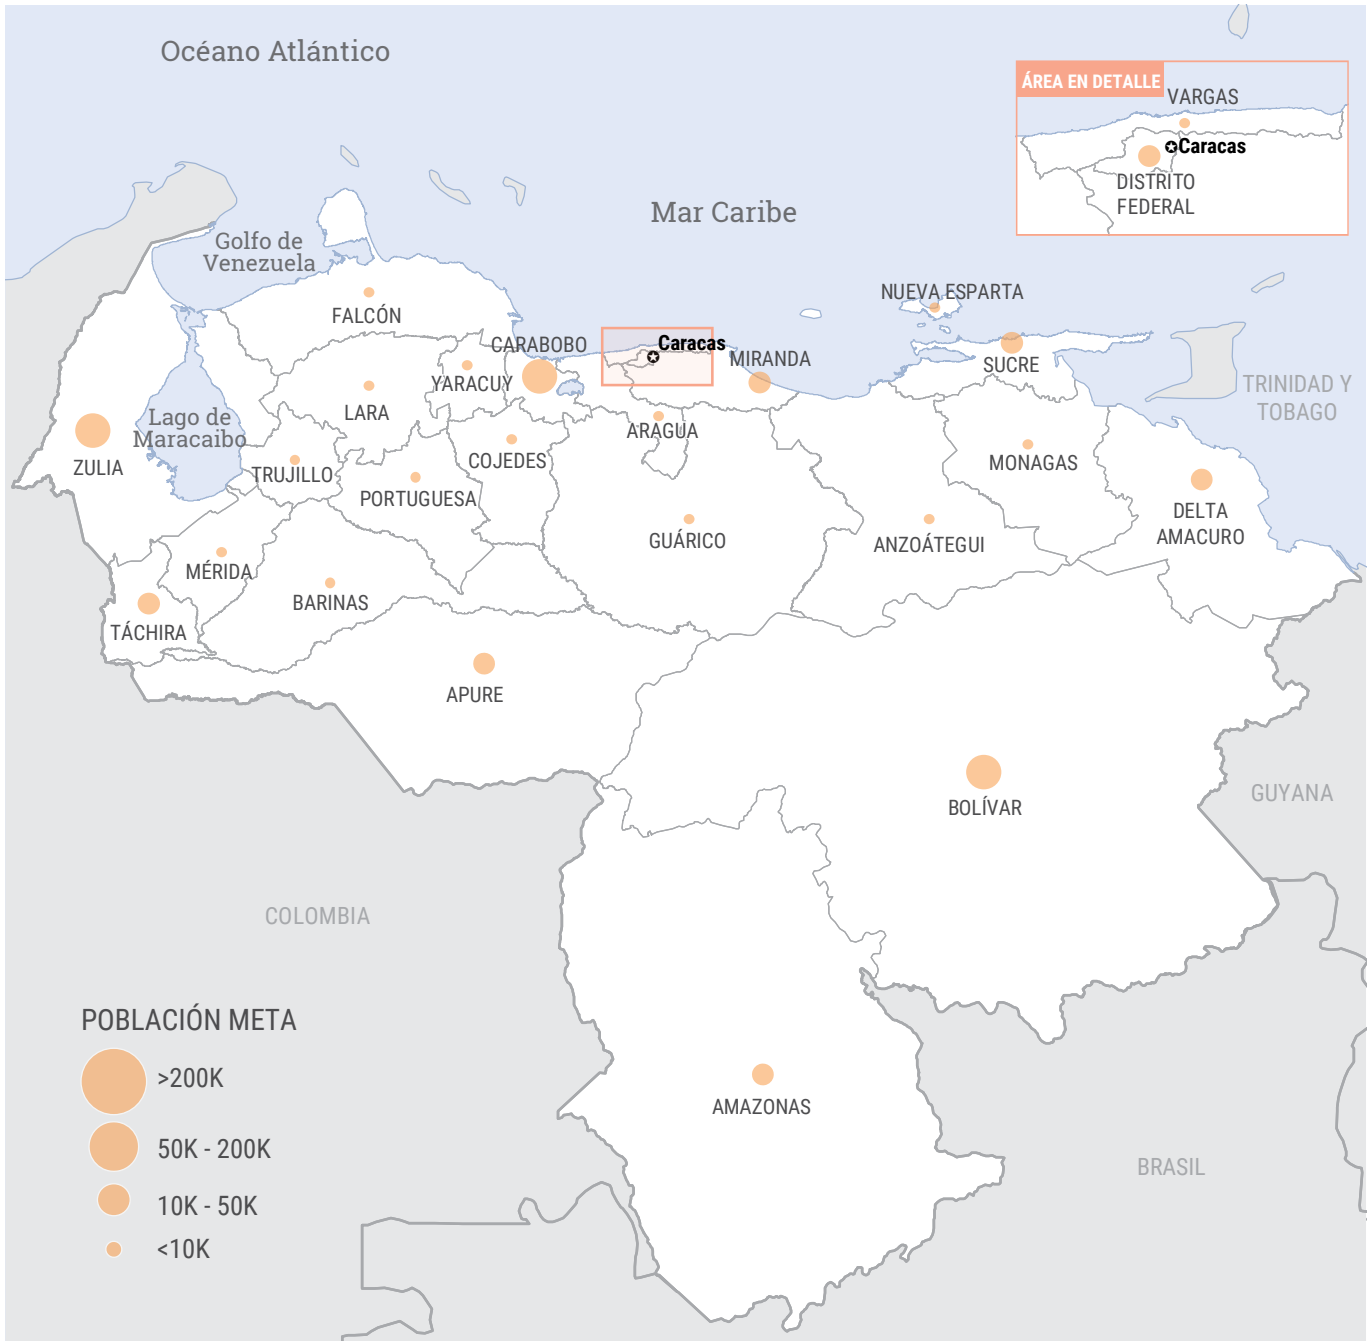 Océano Atlántico
ÁREA EN DETALLE
VARGAS
Caracas
DISTRITO
FEDERAL
Mar Caribe
Golfo de
Venezuela
NUEVA ESPARTA
FALCÓN
CARABOBO
Caracas
MIRANDA
SUCRE
YARACUY
TRINIDAD Y
TOBAGO
LARA
Lago de
Maracaibo
ARAGUA
ZULIA
TRUJILLO
COJEDES
MONAGAS
PORTUGUESA
DELTA
AMACURO
GUÁRICO
ANZOÁTEGUI
MÉRIDA
BARINAS
TÁCHIRA
APURE
BOLÍVAR
GUYANA
COLOMBIA
POBLACIÓN META
>200K
50K - 200K
10K - 50K
<10K
AMAZONAS
BRASIL